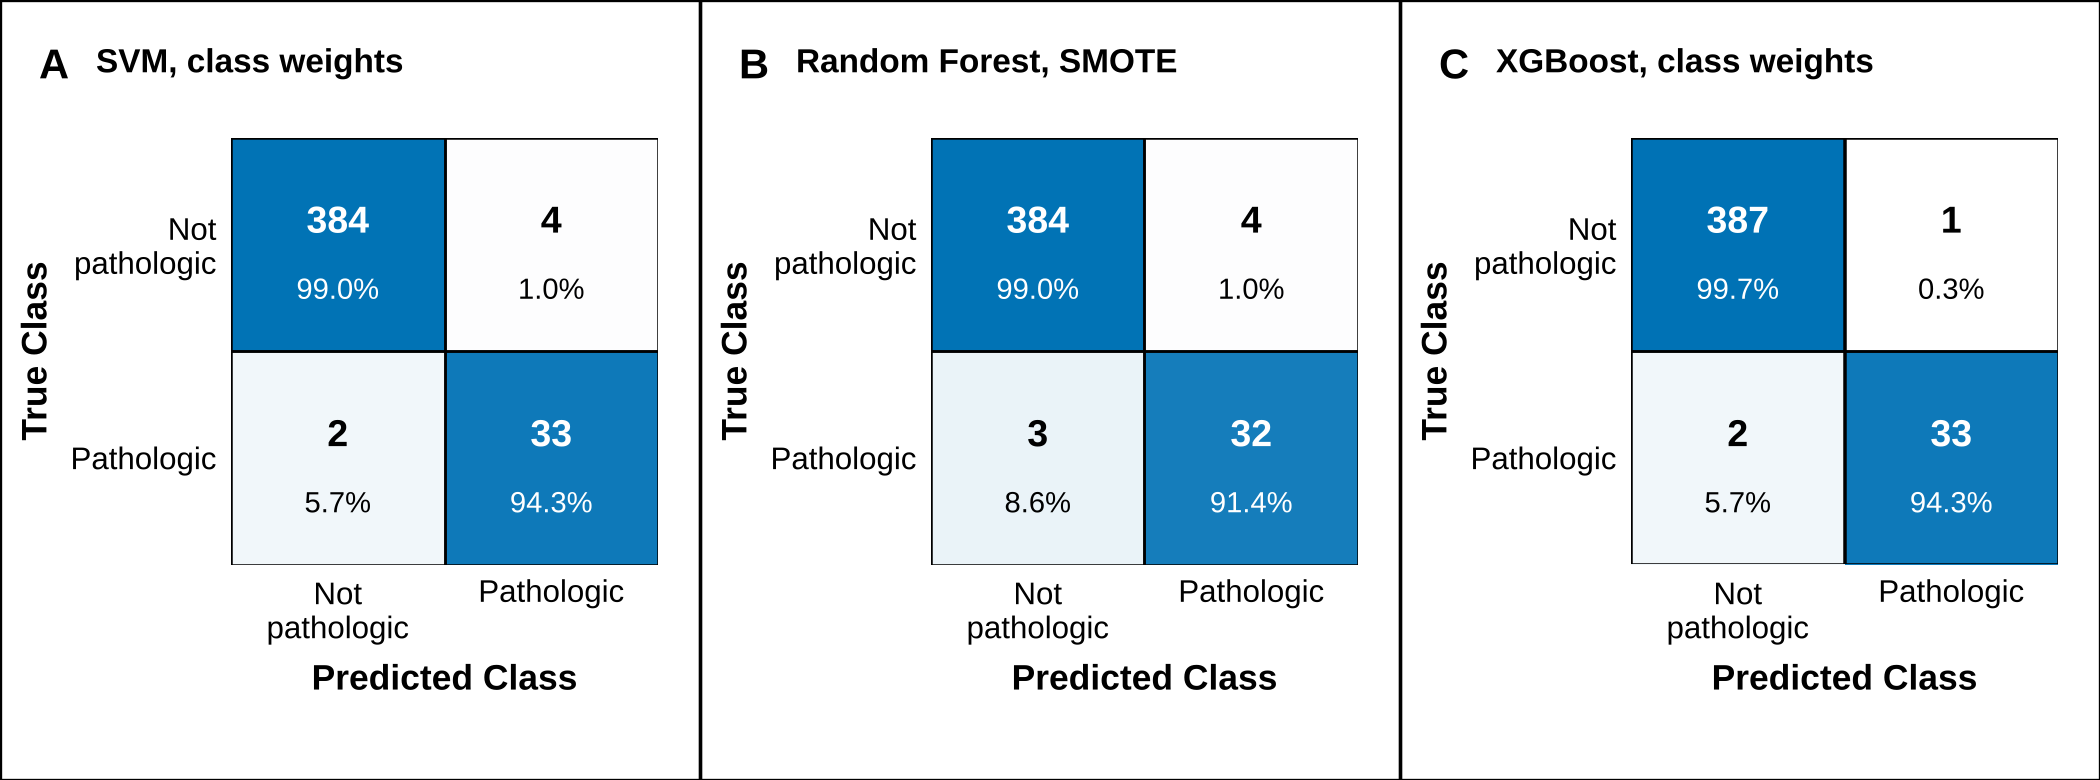 A SVM, class weights
True Class
Not
pathologic
Pathologic
384
99.0%
4
1.0%
2
5.7%
33
94.3%
Not
pathologic
Pathologic
Predicted Class
B Random Forest, SMOTE
True Class
Not
pathologic
Pathologic
384
99.0%
4
1.0%
3
8.6%
32
91.4%
Not
pathologic
Pathologic
Predicted Class
C XGBoost, class weights
True Class
Not
pathologic
Pathologic
387
99.7%
1
0.3%
2
5.7%
33
94.3%
Not
pathologic
Pathologic
Predicted Class